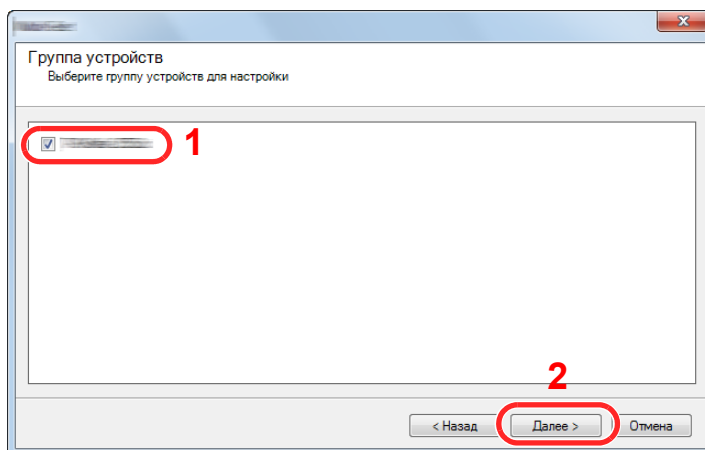 Группа устройств
Выберите группу устройств для настройки
1
2
< Назад
Далее >
Отмена